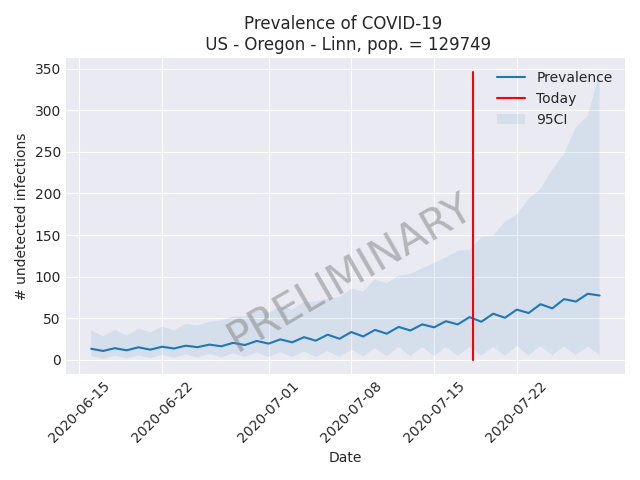 Prevalence of COVID-19
US - Oregon - Linn, pop. = 129749
350
300
250
200
150
100
50
0
# undetected infections
Prevalence
Today
95CI
PRELIMINARY
2020-06-15
2020-06-22
2020-07-01
2020-07-08
2020-07-15
2020-07-22
Date